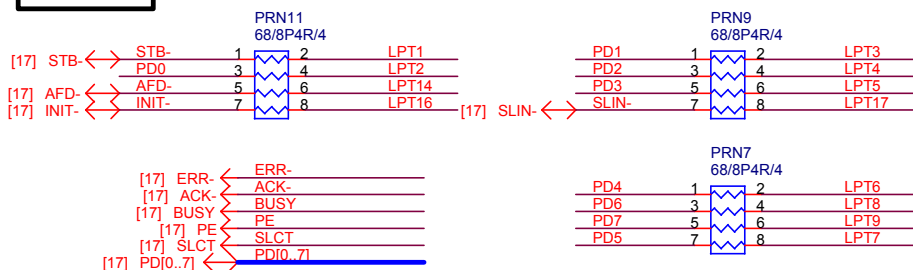 PRN11
68/8P4R/4
[17] STB- STB- 1 2 LPT1
PD0 3 4 LPT2
[17] AFD- AFD- 5 6 LPT14
[17] INIT- INIT- 7 8 LPT16
PRN9
68/8P4R/4
PD1 1 2 LPT3
PD2 3 4 LPT4
PD3 5 6 LPT5
[17] SLIN- SLIN- 7 8 LPT17
[17] ERR- ERR-
[17] ACK- ACK-
[17] BUSY BUSY
[17] PE PE
[17] SLCT SLCT
[17] PD[0..7] PD[0..7]
PRN7
68/8P4R/4
PD4 1 2 LPT6
PD6 3 4 LPT8
PD7 5 6 LPT9
PD5 7 8 LPT7